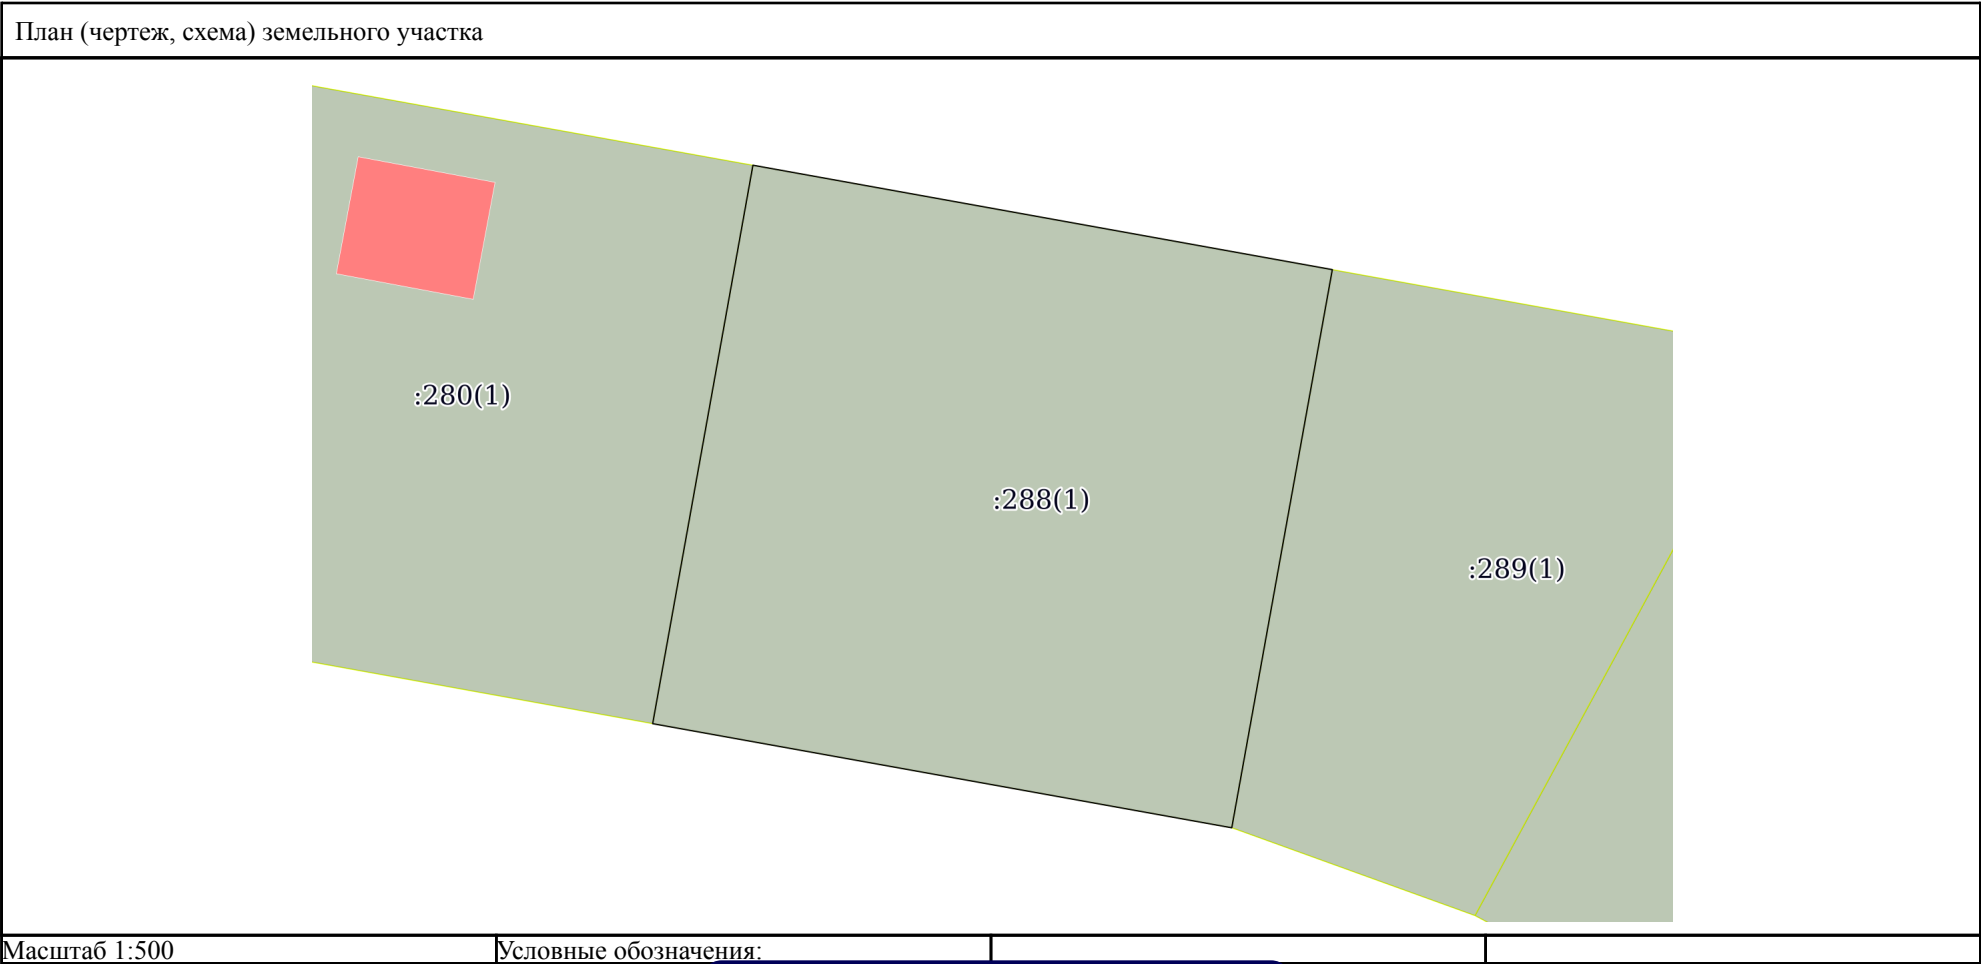 План (чертеж, схема) земельного участка
:280(1)
:288(1)
:289(1)
Масштаб 1:500
Условные обозначения: